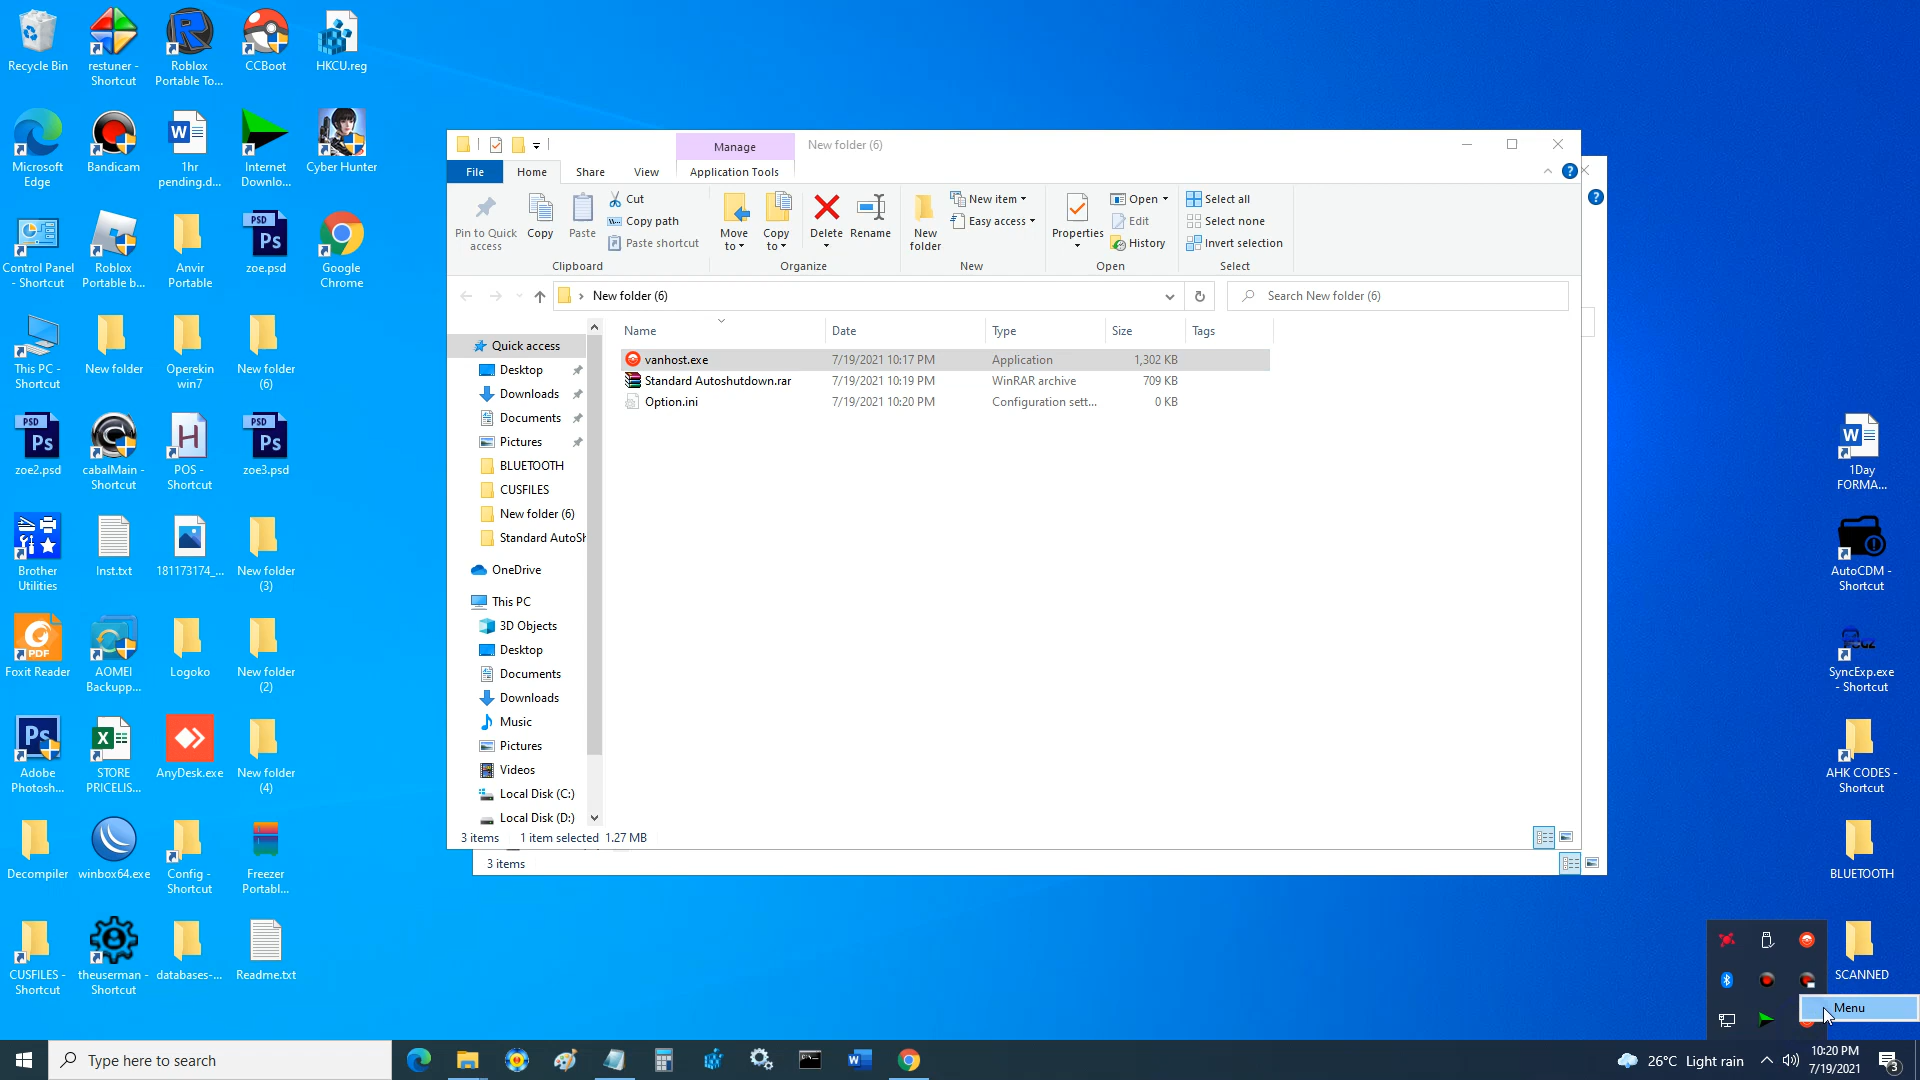 Recycle Bin
restuner -
Shortcut
Roblox
Portable To...
CCBoot
HKCU.reg
Microsoft
Edge
Bandicam
1hr
pending.d...
Internet
Downlo...
Cyber Hunter
Control Panel
- Shortcut
Roblox
Portable b...
Anvir
Portable
PSD
Ps
zoe.psd
Google
Chrome
This PC -
Shortcut
New folder
Operekin
win7
New folder
(6)
PSD
Ps
zoe2.psd
cabalMain -
Shortcut
H
POS -
Shortcut
PSD
Ps
zoe3.psd
Brother
Utilities
Inst.txt
181173174_...
New folder
(3)
PDF
Foxit Reader
AOMEI
Backupp...
Logoko
New folder
(2)
Ps
Adobe
Photosh...
STORE
PRICELIS...
AnyDesk.exe
New folder
(4)
Decompiler
winbox64.exe
Config -
Shortcut
Freezer
Portabl...
CUSFILES -
Shortcut
theuserman -
Shortcut
databases-...
Readme.txt
Manage
New folder (6)
File
Home
Share
View
Application Tools
Pin to Quick
access
Copy
Paste
Cut
Copy path
Paste shortcut
Clipboard
Move
to
Copy
to
Delete
Rename
Organize
New
folder
New item
Easy access
New
Properties
Open
Edit
History
Open
Select all
Select none
Invert selection
Select
New folder (6)
Search New folder (6)
Name
Date
Type
Size
Tags
vanhost.exe 7/19/2021 10:17 PM Application 1,302 KB
Standard Autoshutdown.rar 7/19/2021 10:19 PM WinRAR archive 709 KB
Option.ini 7/19/2021 10:20 PM Configuration sett... 0 KB
Quick access
Desktop
Downloads
Documents
Pictures
BLUETOOTH
CUSFILES
New folder (6)
Standard AutoSh
OneDrive
This PC
3D Objects
Desktop
Documents
Downloads
Music
Pictures
Videos
Local Disk (C:)
Local Disk (D:)
3 items 1 item selected 1.27 MB
3 items
1Day
FORMA...
AutoCDM -
Shortcut
SyncExp.exe
- Shortcut
AHK CODES -
Shortcut
BLUETOOTH
SCANNED
Menu
Type here to search
26°C Light rain
10:20 PM
7/19/2021
3